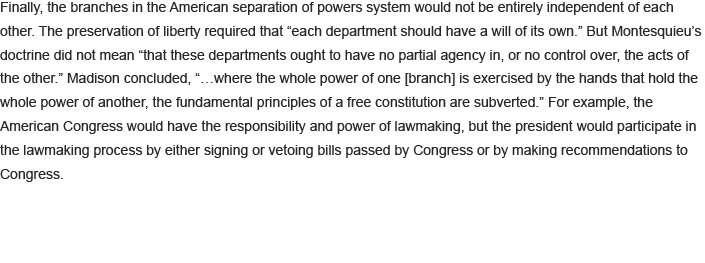 Finally, the branches in the American separation of powers system would not be entirely independent of each
other. The preservation of liberty required that “each department should have a will of its own.” But Montesquieu’s
doctrine did not mean “that these departments ought to have no partial agency in, or no control over, the acts of
the other.” Madison concluded, “…where the whole power of one [branch] is exercised by the hands that hold the
whole power of another, the fundamental principles of a free constitution are subverted.” For example, the
American Congress would have the responsibility and power of lawmaking, but the president would participate in
the lawmaking process by either signing or vetoing bills passed by Congress or by making recommendations to
Congress.